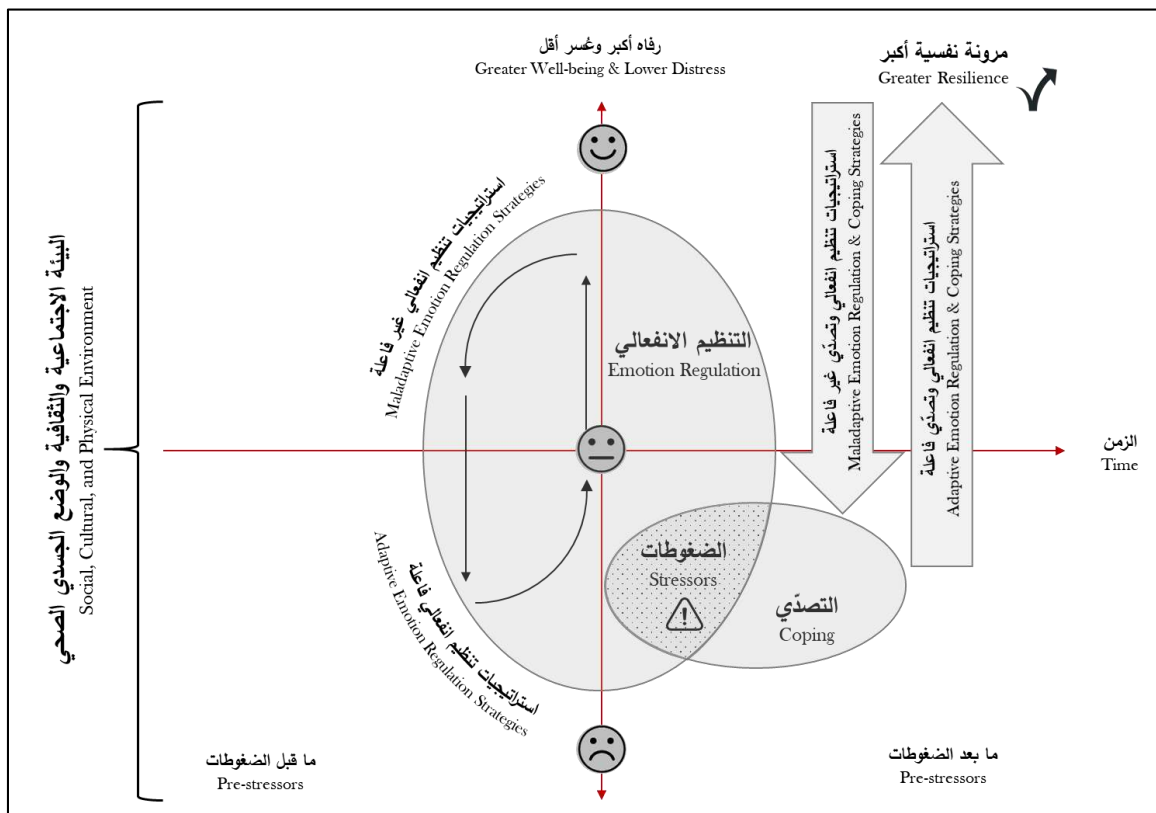 رفاه أكبر وعُسر أقل
Greater Well-being & Lower Distress
مرونة نفسية أكبر
Greater Resilience
البيئة الاجتماعية والثقافية والوضع الجسدي الصحي
Social, Cultural, and Physical Environment
استراتيجيات تنظيم انفعالي غير فاعلة
Maladaptive Emotion Regulation Strategies
التنظيم الانفعالي
Emotion Regulation
استراتيجيات تنظيم انفعالي وتصدّي غير فاعلة
Maladaptive Emotion Regulation & Coping Strategies
استراتيجيات تنظيم انفعالي وتصدّي فاعلة
Adaptive Emotion Regulation & Coping Strategies
الزمن
Time
الضغوطات
Stressors
!
التصدّي
Coping
استراتيجيات تنظيم انفعالي فاعلة
Adaptive Emotion Regulation Strategies
ما قبل الضغوطات
Pre-stressors
ما بعد الضغوطات
Pre-stressors